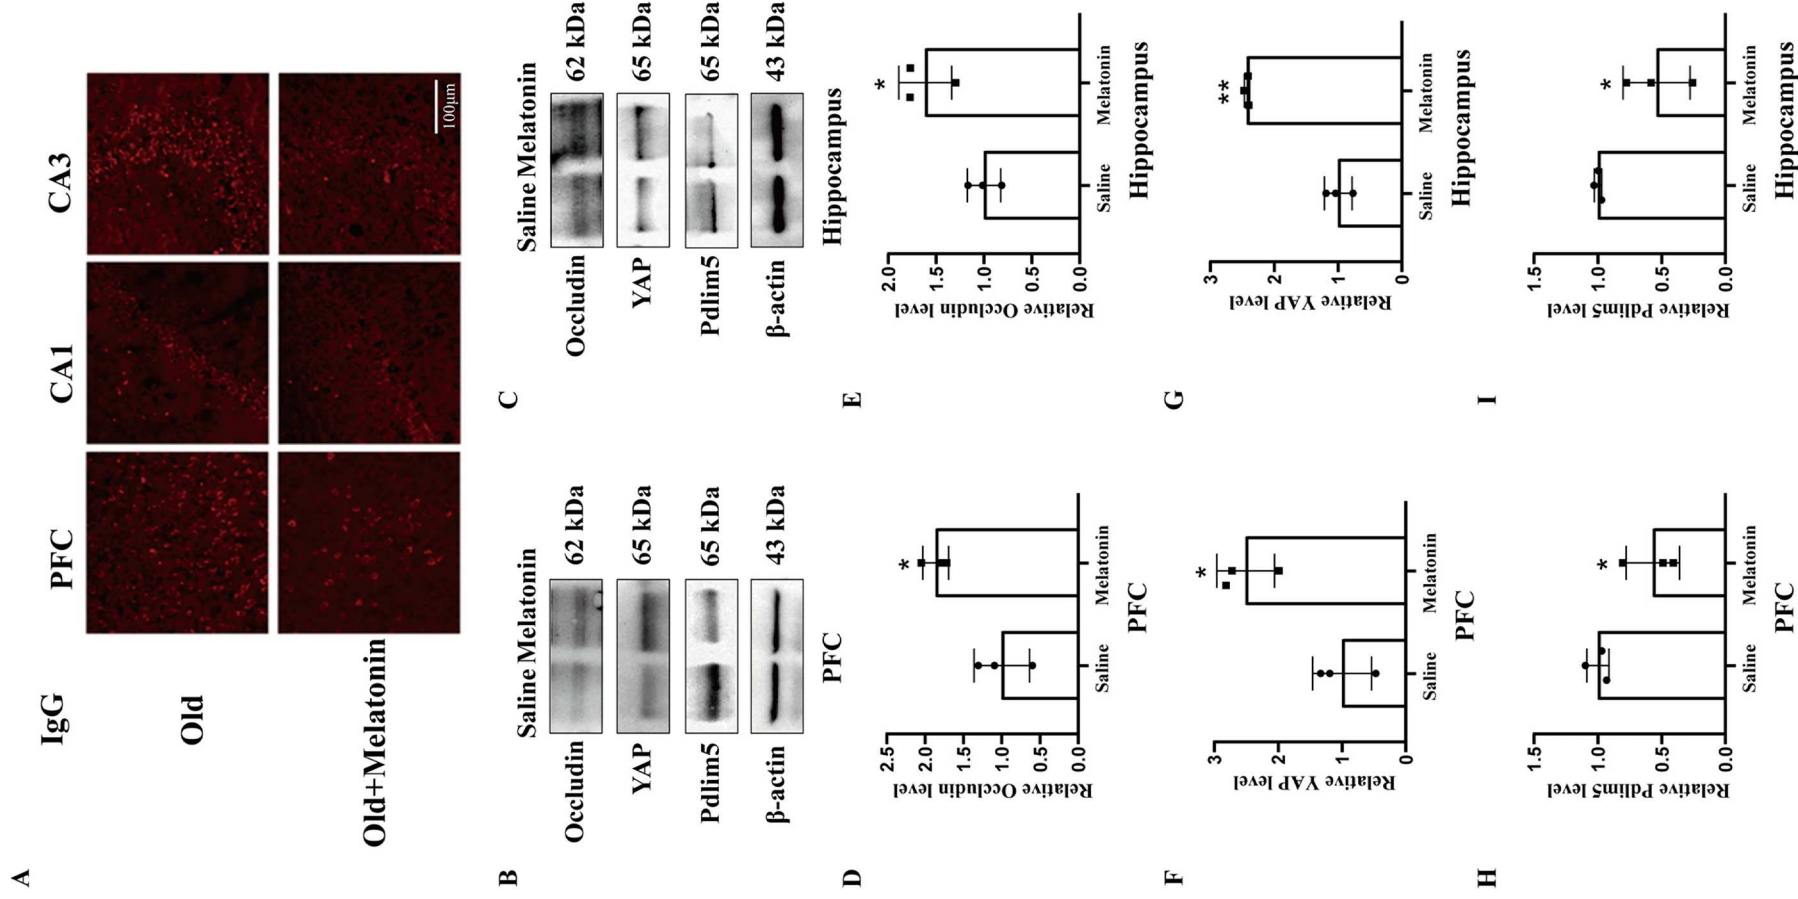 A
IgG
PFC
CA1
CA3
Old
Old+Melatonin
100μm
B
Saline Melatonin
Occludin
62 kDa
YAP
65 kDa
Pdlim5
65 kDa
β-actin
43 kDa
PFC
C
Saline Melatonin
Occludin
62 kDa
YAP
65 kDa
Pdlim5
65 kDa
β-actin
43 kDa
Hippocampus
D
Relative Occludin level
2.5
2.0
1.5
1.0
0.5
0.0
*
Saline
Melatonin
PFC
E
Relative Occludin level
2.0
1.5
1.0
0.5
0.0
*
Saline
Melatonin
Hippocampus
F
Relative YAP level
3
2
1
0
*
Saline
Melatonin
PFC
G
Relative YAP level
3
2
1
0
**
Saline
Melatonin
Hippocampus
H
Relative Pdlim5 level
1.5
1.0
0.5
0.0
*
Saline
Melatonin
PFC
I
Relative Pdlim5 level
1.5
1.0
0.5
0.0
*
Saline
Melatonin
Hippocampus